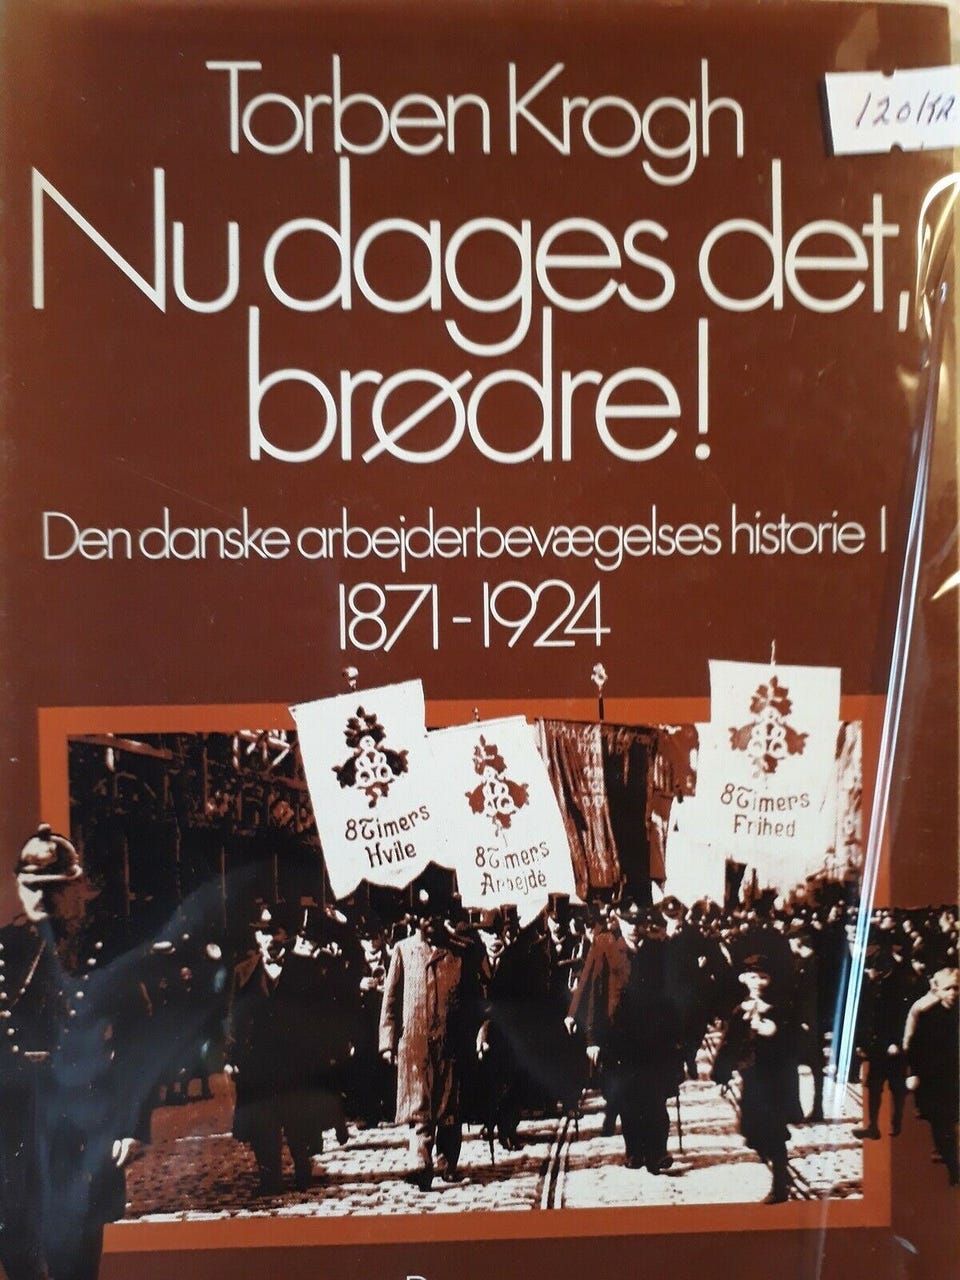 Torben Krogh
120 KR.
Nu dages det,
brødre!
Den danske arbejderbevægelses historie I
1871-1924
8 Timers
Hvile
8 Timers
Arbejde
8 Timers
Frihed